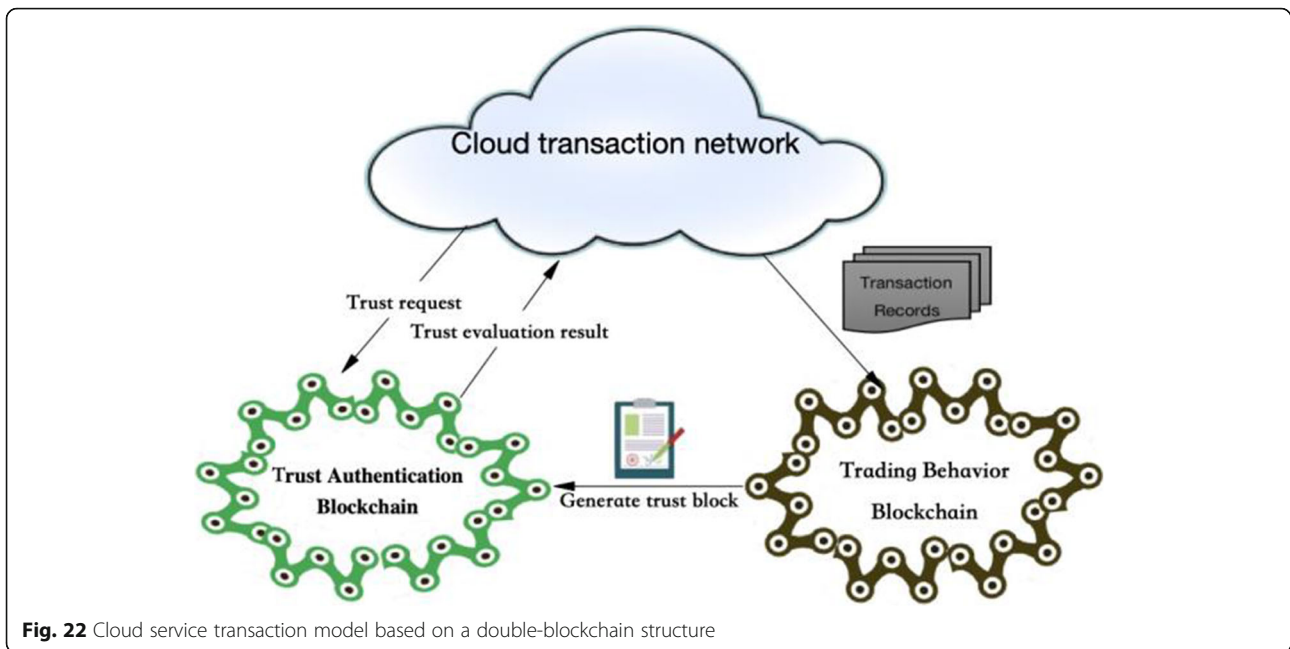 Cloud transaction network
Transaction
Records
Trust request
Trust evaluation result
Trust Authentication
Blockchain
Generate trust block
Trading Behavior
Blockchain
Fig. 22 Cloud service transaction model based on a double-blockchain structure